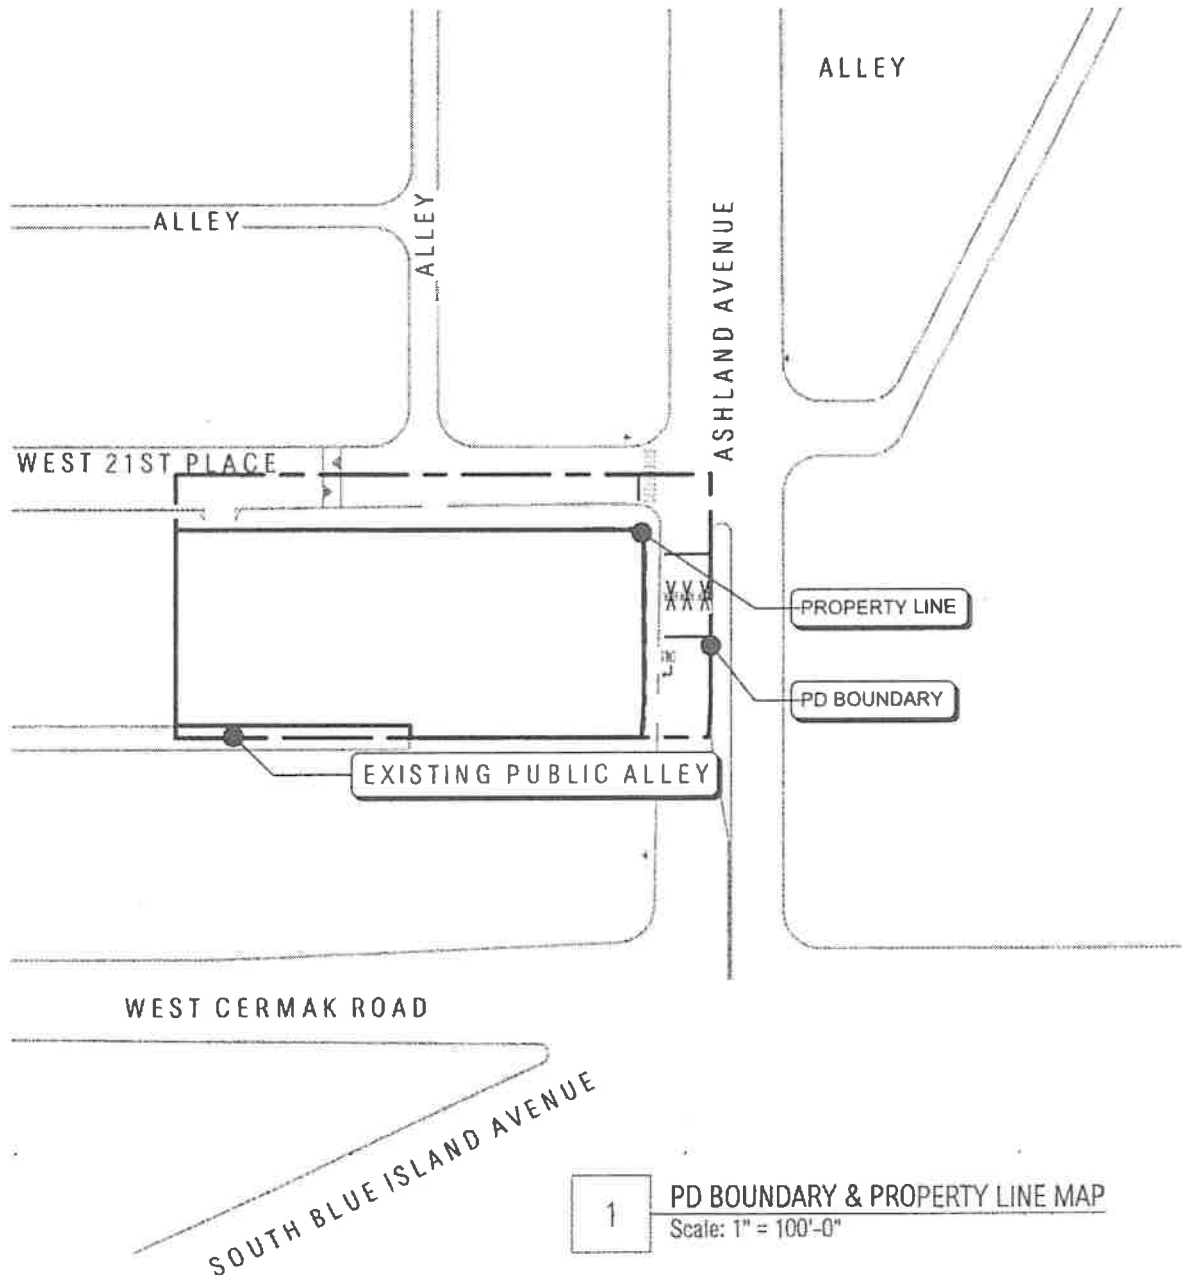 ALLEY
ALLEY
ALLEY
ASHLAND AVENUE
WEST 21ST PLACE
PROPERTY LINE
PD BOUNDARY
EXISTING PUBLIC ALLEY
WEST CERMAK ROAD
SOUTH BLUE ISLAND AVENUE
1
PD BOUNDARY & PROPERTY LINE MAP
Scale: 1" = 100'-0"